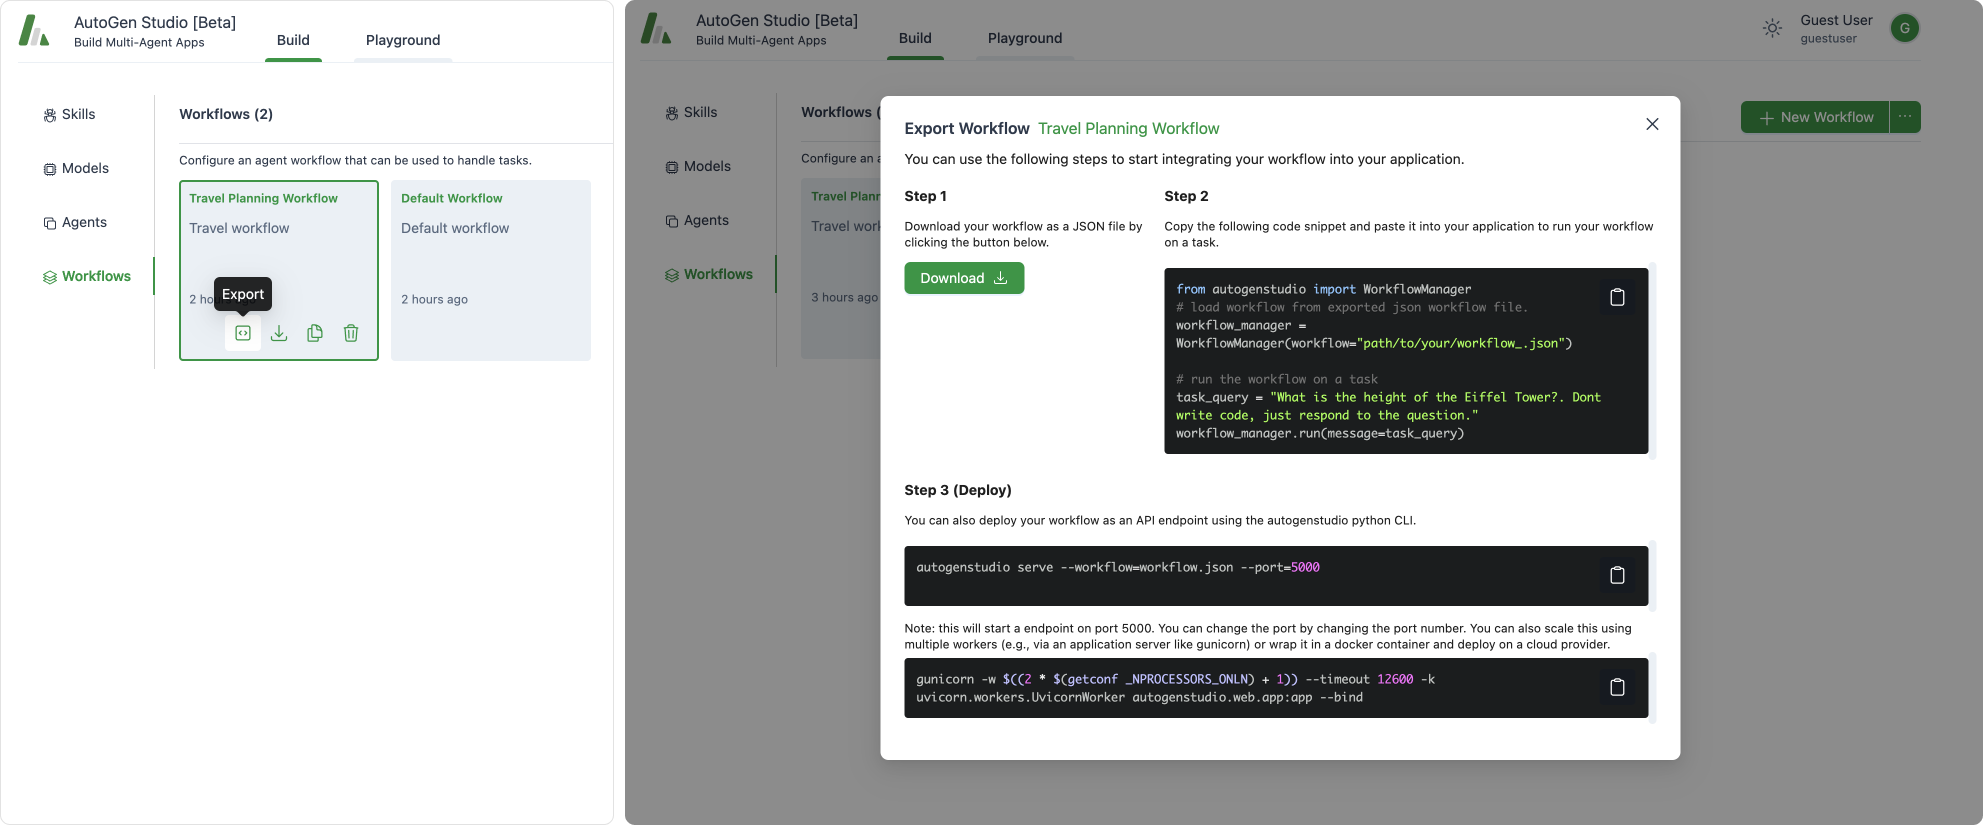 AutoGen Studio [Beta]
Build Multi-Agent Apps
Build
Playground
Skills
Models
Agents
Workflows
Workflows (2)
Configure an agent workflow that can be used to handle tasks.
Travel Planning Workflow
Travel workflow
2 hours ago
Export
Default Workflow
Default workflow
2 hours ago
AutoGen Studio [Beta]
Build Multi-Agent Apps
Build
Playground
Guest User
guestuser
G
Skills
Models
Agents
Workflows
Workflows (
Configure an a
Travel Plann
Travel work
3 hours ago
New Workflow
Export Workflow Travel Planning Workflow
You can use the following steps to start integrating your workflow into your application.
Step 1
Download your workflow as a JSON file by
clicking the button below.
Download
Step 2
Copy the following code snippet and paste it into your application to run your workflow
on a task.
from autogenstudio import WorkflowManager
# load workflow from exported json workflow file.
workflow_manager =
WorkflowManager(workflow="path/to/your/workflow_.json")
# run the workflow on a task
task_query = "What is the height of the Eiffel Tower?. Dont
write code, just respond to the question."
workflow_manager.run(message=task_query)
Step 3 (Deploy)
You can also deploy your workflow as an API endpoint using the autogenstudio python CLI.
autogenstudio serve --workflow=workflow.json --port=5000
Note: this will start a endpoint on port 5000. You can change the port by changing the port number. You can also scale this using
multiple workers (e.g., via an application server like gunicorn) or wrap it in a docker container and deploy on a cloud provider.
gunicorn -w $((2 * $(getconf _NPROCESSORS_ONLN) + 1)) --timeout 12600 -k
uvicorn.workers.UvicornWorker autogenstudio.web.app:app --bind